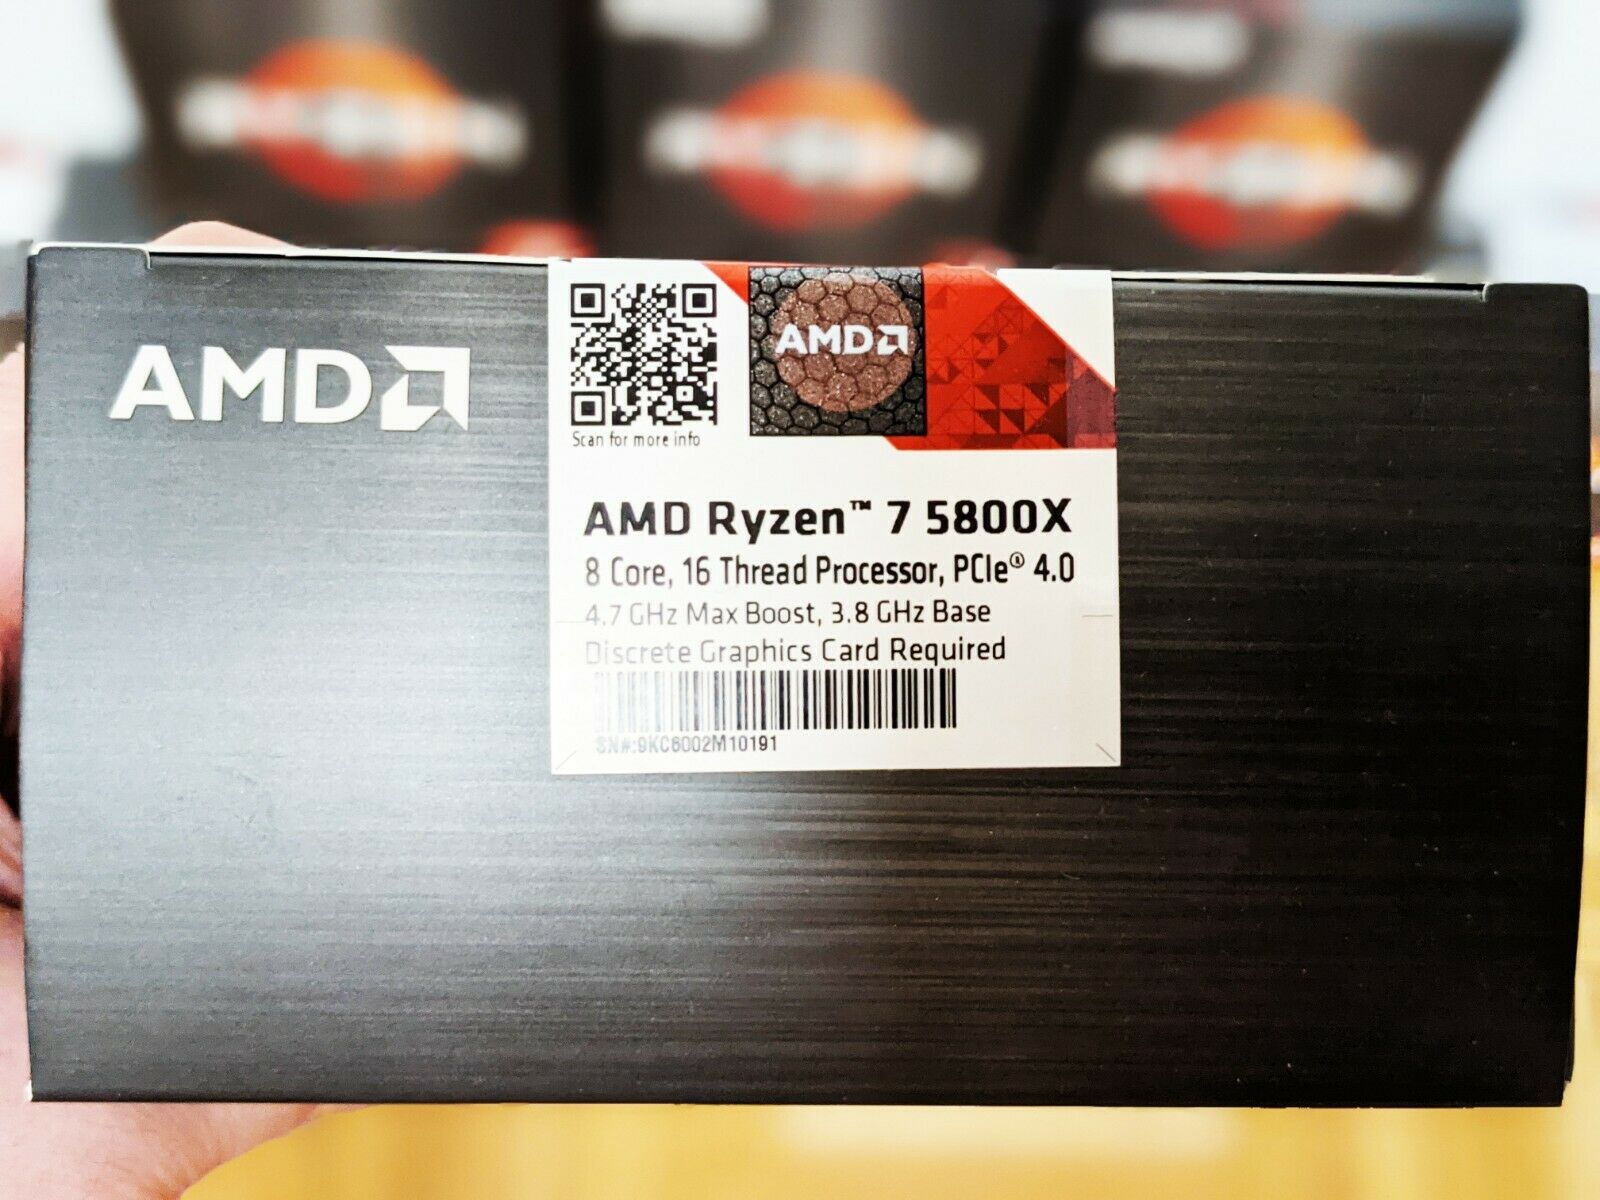 AMD
AMD
Scan for more info
AMD Ryzen™ 7 5800X
8 Core, 16 Thread Processor, PCIe® 4.0
4.7 GHz Max Boost, 3.8 GHz Base
Discrete Graphics Card Required
SN#:9KC6002M10191